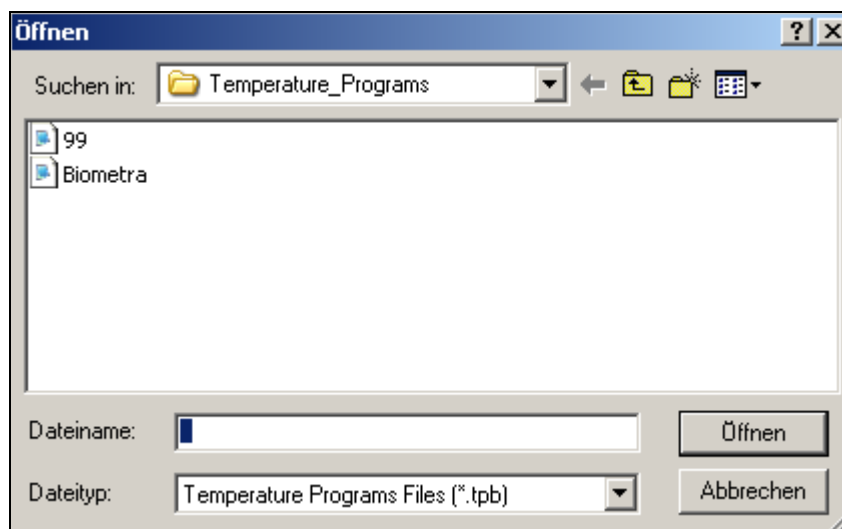 Öffnen
Suchen in: Temperature_Programs
99
Biometra
Dateiname: Öffnen
Dateityp: Temperature Programs Files (*.tpb) Abbrechen